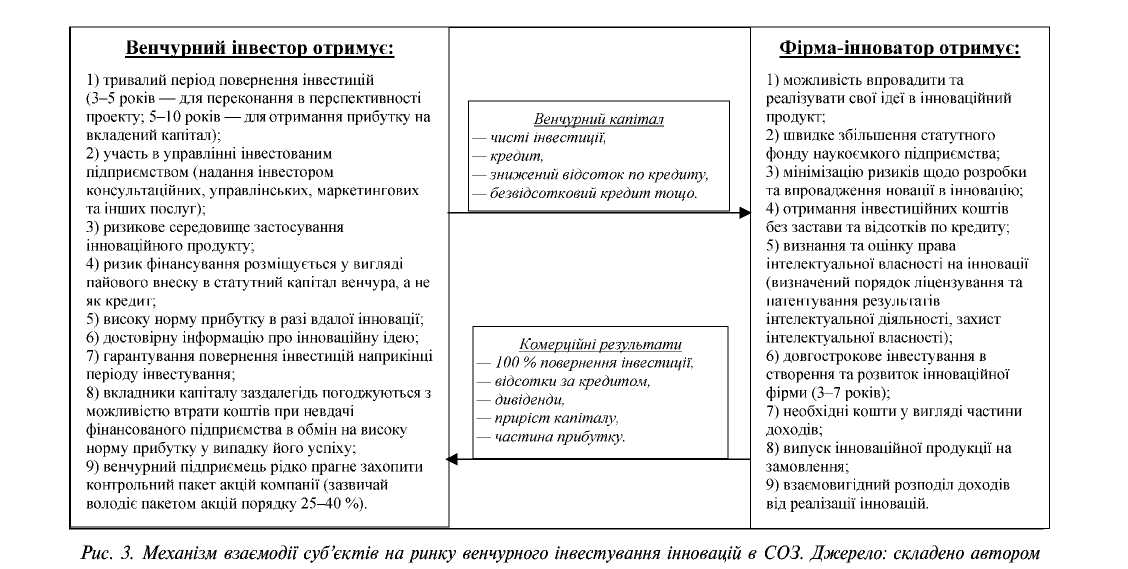 Венчурний інвестор отримує:
1) тривалий період повернення інвестицій
(3–5 років — для переконання в перспективності
проекту; 5–10 років — для отримання прибутку на
вкладений капітал);
2) участь в управлінні інвестованим
підприємством (надання інвестором
консультаційних, управлінських, маркетингових
та інших послуг);
3) ризикове середовище застосування
інноваційного продукту;
4) ризик фінансування розміщується у вигляді
пайового внеску в статутний капітал венчура, а не
як кредит;
5) високу норму прибутку в разі вдалої інновації;
6) достовірну інформацію про інноваційну ідею;
7) гарантування повернення інвестицій наприкінці
періоду інвестування;
8) вкладники капіталу заздалегідь погоджуються з
можливістю втрати коштів при невдачі
фінансованого підприємства в обмін на високу
норму прибутку у випадку його успіху;
9) венчурний підприємець рідко прагне захопити
контрольний пакет акцій компанії (зазвичай
володіє пакетом акцій порядку 25–40 %).
Венчурний капітал
— чисті інвестиції,
— кредит,
— знижений відсоток по кредиту,
— безвідсотковий кредит тощо.
Комерційні результати
— 100 % повернення інвестиції,
— відсотки за кредитом,
— дивіденди,
— приріст капіталу,
— частина прибутку.
Фірма-інноватор отримує:
1) можливість впровадити та
реалізувати свої ідеї в інноваційний
продукт;
2) швидке збільшення статутного
фонду наукоємкого підприємства;
3) мінімізацію ризиків щодо розробки
та впровадження новації в інновацію;
4) отримання інвестиційних коштів
без застави та відсотків по кредиту;
5) визнання та оцінку права
інтелектуальної власності на інновації
(визначений порядок ліцензування та
патентування результатів
інтелектуальної діяльності, захист
інтелектуальної власності);
6) довгострокове інвестування в
створення та розвиток інноваційної
фірми (3–7 років);
7) необхідні кошти у вигляді частини
доходів;
8) випуск інноваційної продукції на
замовлення;
9) взаємовигідний розподіл доходів
від реалізації інновацій.
Рис. 3. Механізм взаємодії суб’єктів на ринку венчурного інвестування інновацій в СОЗ. Джерело: складено автором